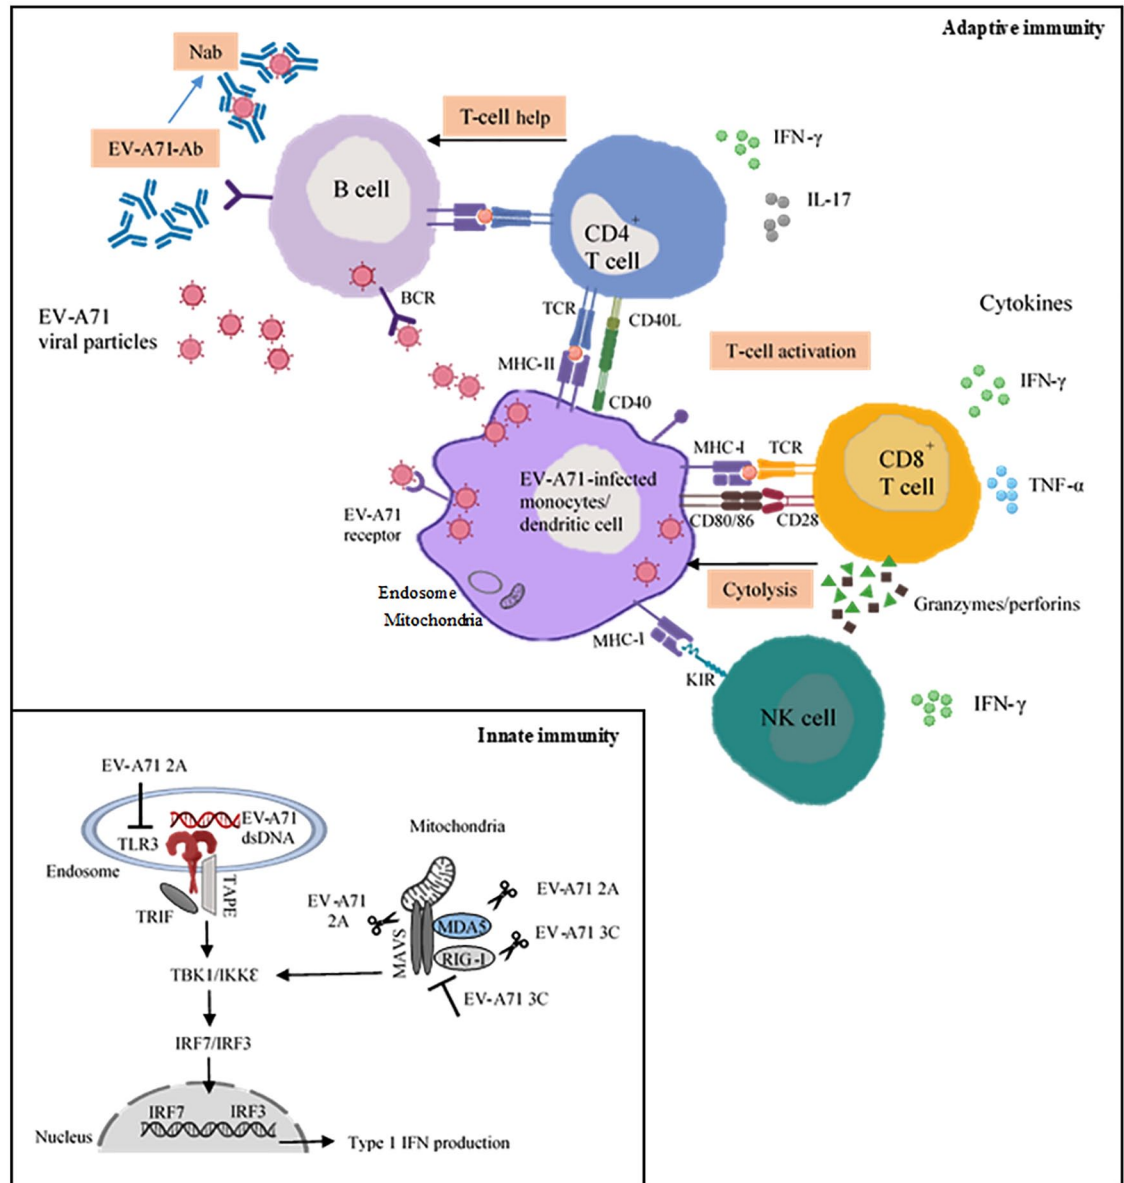 Adaptive immunity
Nab
EV-A71-Ab
T-cell help
B cell
CD4+
T cell
IFN-γ
IL-17
BCR
TCR
CD40L
MHC-II
CD40
EV-A71
viral particles
Cytokines
T-cell activation
IFN-γ
MHC-I
TCR
CD8+
T cell
TNF-α
EV-A71-infected
monocytes/
dendritic cell
CD80/86
CD28
EV-A71
receptor
Endosome
Mitochondria
Cytolysis
Granzymes/perforins
MHC-I
KIR
NK cell
IFN-γ
Innate immunity
EV-A71 2A
TLR3
EV-A71
dsDNA
Endosome
TRIF
TAPE
Mitochondria
EV-A71
2A
MAVS
MDA5
RIG-I
EV-A71 2A
EV-A71 3C
EV-A71 3C
TBK1/IKKε
IRF7/IRF3
IRF7
IRF3
Nucleus
Type 1 IFN production